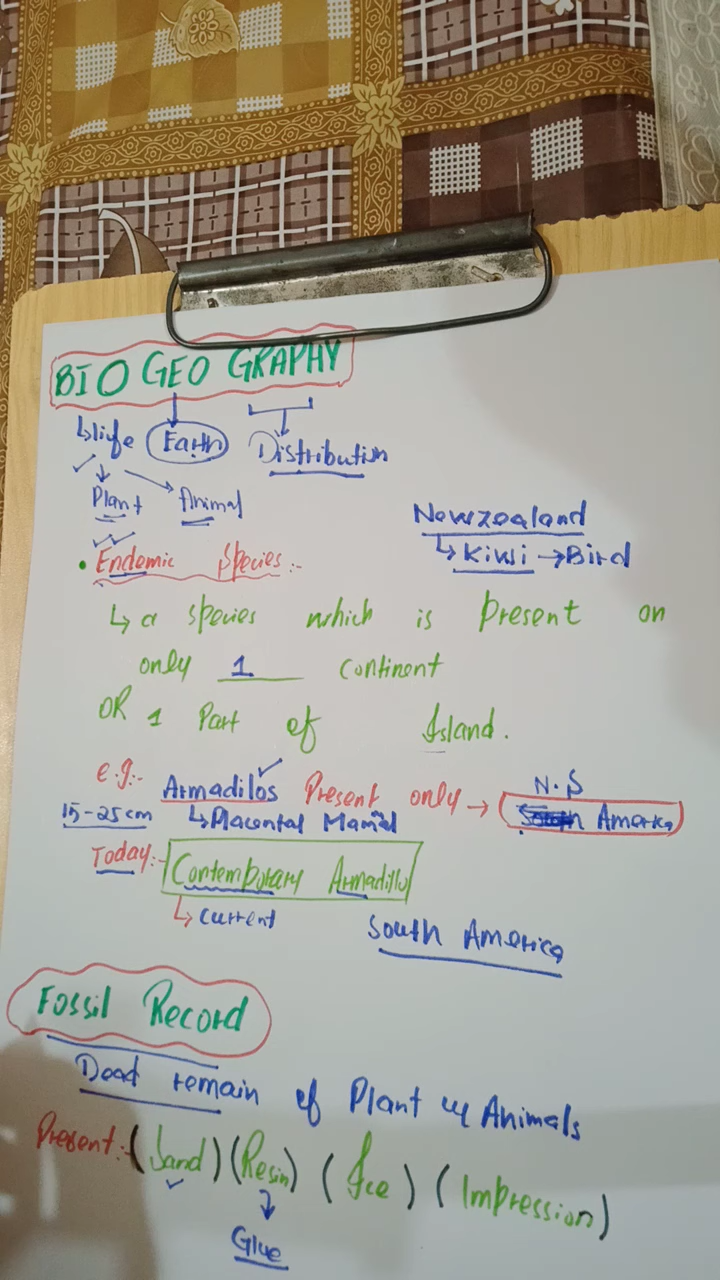 BIO GEO GRAPHY
↳life Earth Distribution
Plant Animal
Newzealand
↳ Kiwi → Bird
• Endemic Species:-
↳ a species which is Present on
only 1 continent
OR 1 Part of Island.
e.g:- Armadilos Present only → N.S America
15-25cm ↳Placental Mamal
Today:- Contemporary Armadillo
↳ Current
South America
Fossil Record
Dead remain of Plant Animals
Present:- (Sand) (Resin) (Ice) (Impression)
Glue